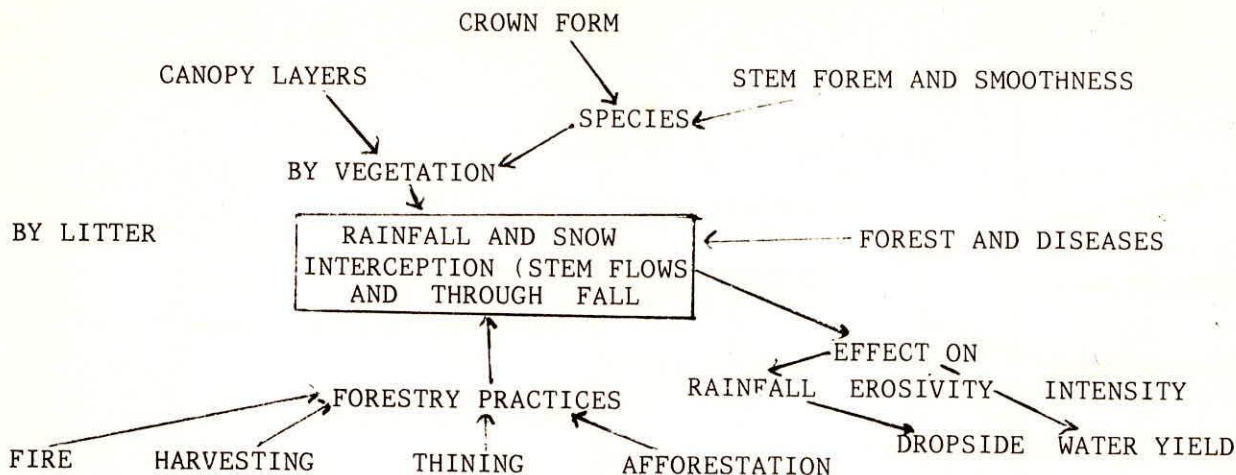 CROWN FORM
CANOPY LAYERS
STEM FOREM AND SMOOTHNESS
SPECIES
BY VEGETATION
BY LITTER
RAINFALL AND SNOW
INTERCEPTION (STEM FLOWS
AND THROUGH FALL
FOREST AND DISEASES
EFFECT ON
RAINFALL EROSIVITY INTENSITY
FORESTRY PRACTICES
DROPSIDE WATER YIELD
FIRE HARVESTING THINING AFFORESTATION